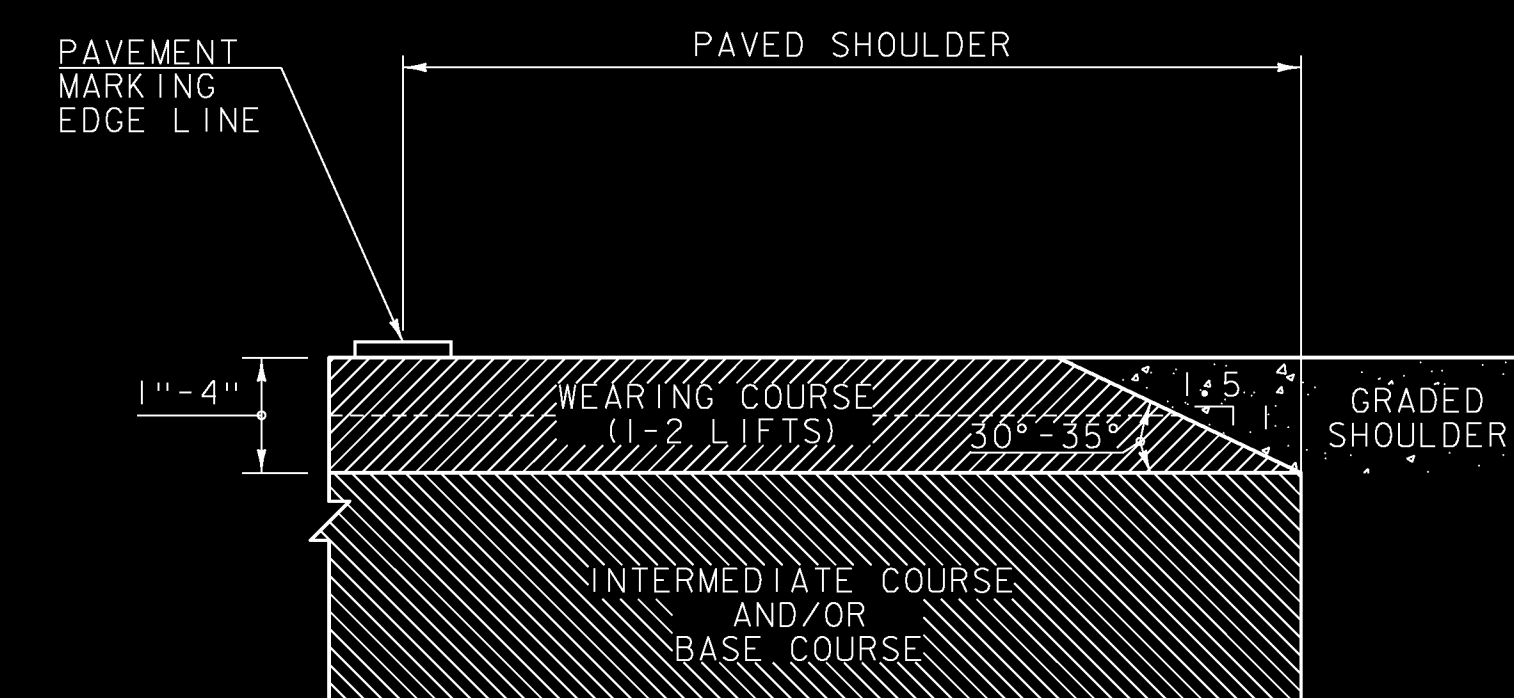 PAVEMENT
MARKING
EDGE LINE
PAVED SHOULDER
1"-4"
WEARING COURSE
(1-2 LIFTS)
30°-35°
1.5
1
GRADED
SHOULDER
INTERMEDIATE COURSE
AND/OR
BASE COURSE